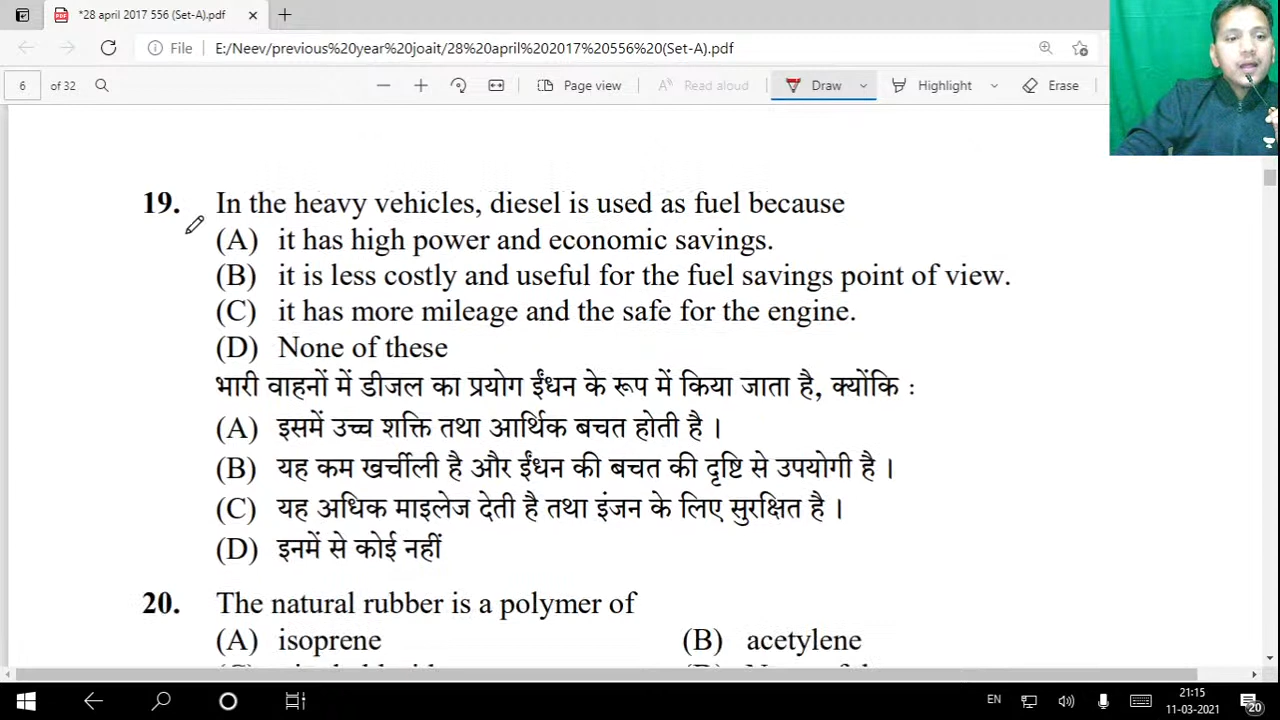 *28 april 2017 556 (Set-A).pdf
File E:/Neev/previous%20year%20joait/28%20april%202017%20556%20(Set-A).pdf
6 of 32 Page view Read aloud Draw Highlight Erase
19. In the heavy vehicles, diesel is used as fuel because
(A) it has high power and economic savings.
(B) it is less costly and useful for the fuel savings point of view.
(C) it has more mileage and the safe for the engine.
(D) None of these
भारी वाहनों में डीजल का प्रयोग ईंधन के रूप में किया जाता है, क्योंकि :
(A) इसमें उच्च शक्ति तथा आर्थिक बचत होती है ।
(B) यह कम खर्चीली है और ईंधन की बचत की दृष्टि से उपयोगी है ।
(C) यह अधिक माइलेज देती है तथा इंजन के लिए सुरक्षित है ।
(D) इनमें से कोई नहीं
20. The natural rubber is a polymer of
(A) isoprene (B) acetylene
EN 21:15
11-03-2021 20